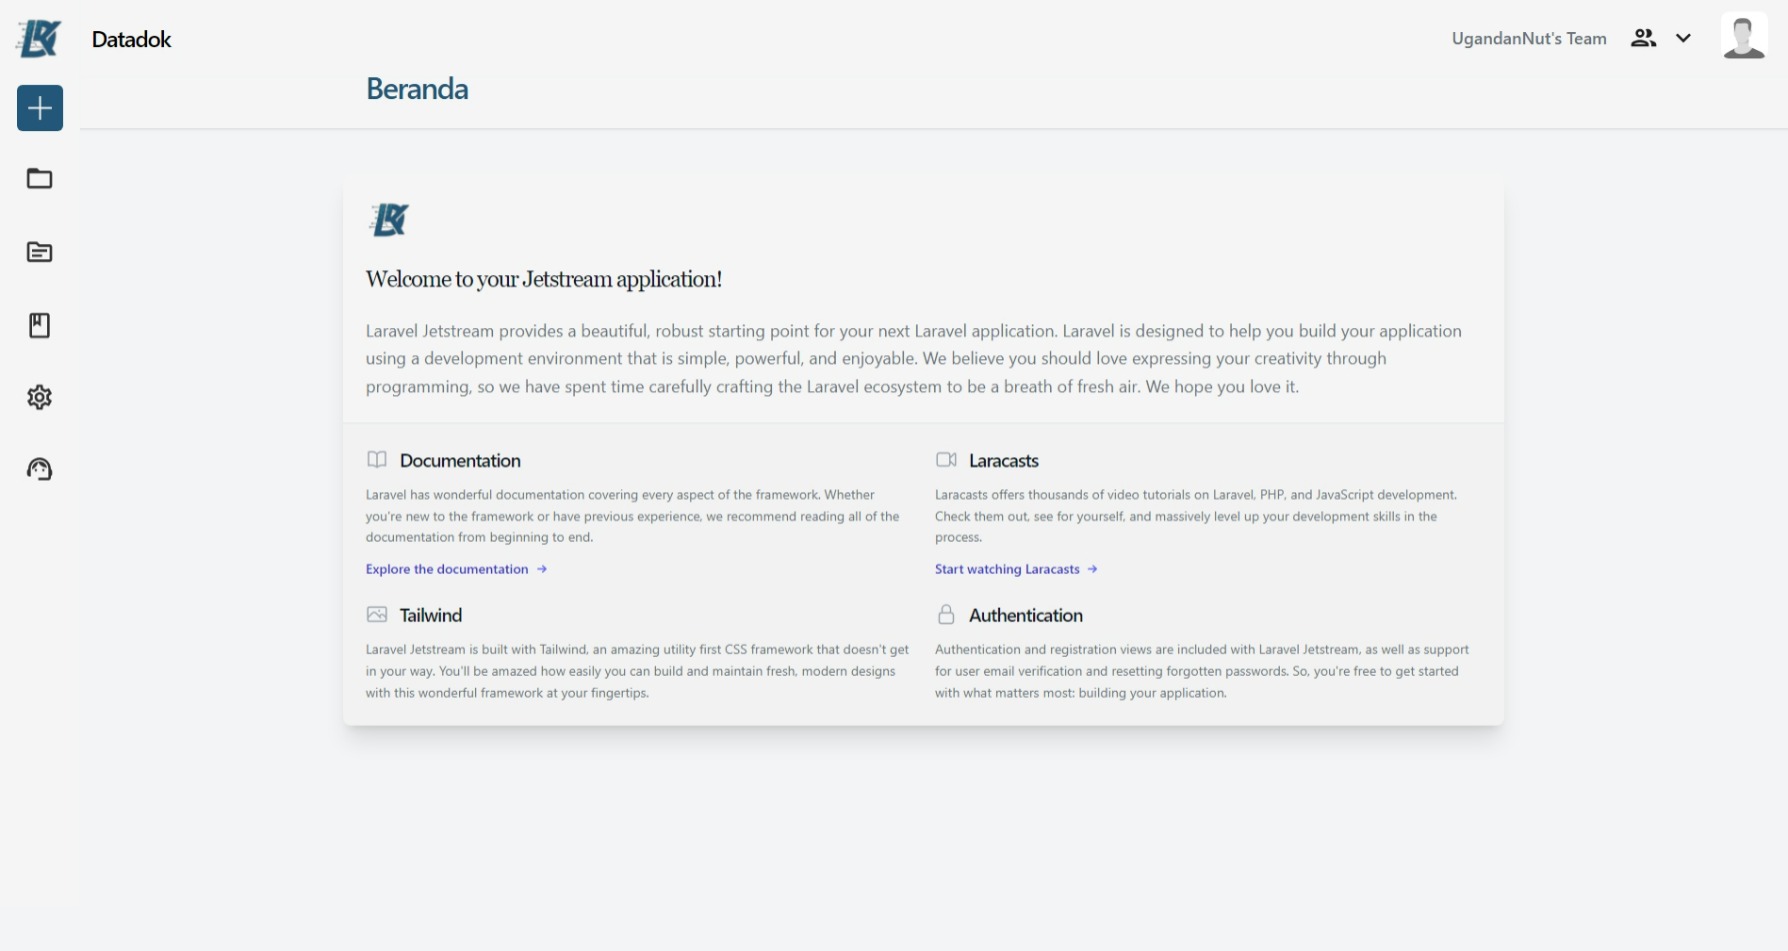 Datadok
UgandanNut's Team
Beranda
Welcome to your Jetstream application!
Laravel Jetstream provides a beautiful, robust starting point for your next Laravel application. Laravel is designed to help you build your application
using a development environment that is simple, powerful, and enjoyable. We believe you should love expressing your creativity through
programming, so we have spent time carefully crafting the Laravel ecosystem to be a breath of fresh air. We hope you love it.
Documentation
Laravel has wonderful documentation covering every aspect of the framework. Whether
you're new to the framework or have previous experience, we recommend reading all of the
documentation from beginning to end.
Explore the documentation →
Laracasts
Laracasts offers thousands of video tutorials on Laravel, PHP, and JavaScript development.
Check them out, see for yourself, and massively level up your development skills in the
process.
Start watching Laracasts →
Tailwind
Laravel Jetstream is built with Tailwind, an amazing utility first CSS framework that doesn't get
in your way. You'll be amazed how easily you can build and maintain fresh, modern designs
with this wonderful framework at your fingertips.
Authentication
Authentication and registration views are included with Laravel Jetstream, as well as support
for user email verification and resetting forgotten passwords. So, you're free to get started
with what matters most: building your application.